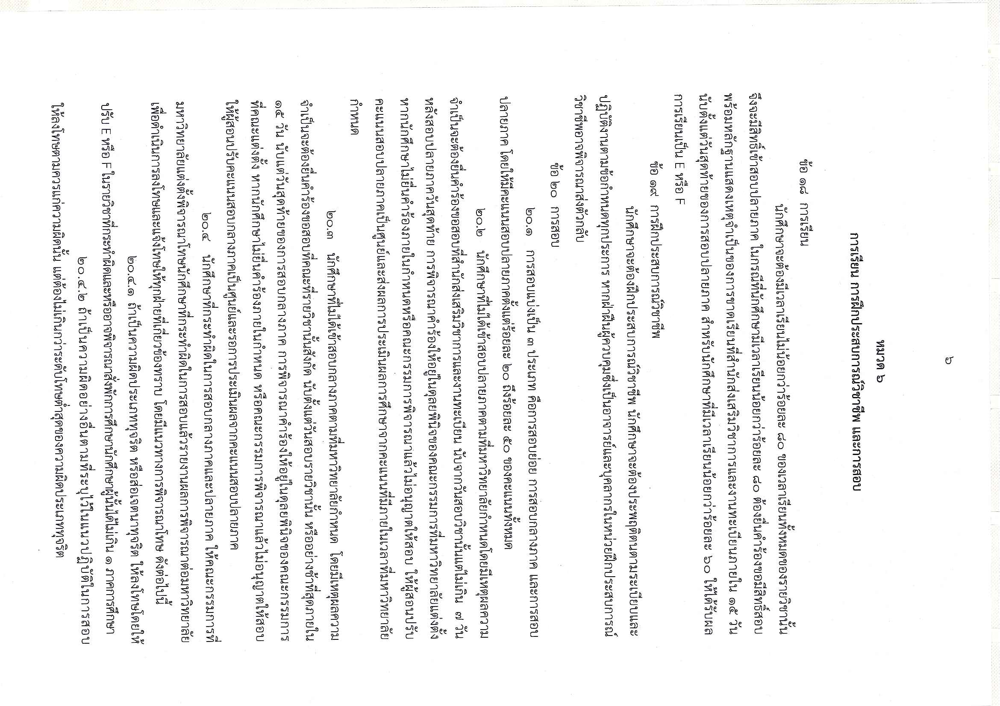 ๖
หมวด ๖
การเรียน การฝึกประสบการณ์วิชาชีพ และการสอบ
ข้อ ๑๘ การเรียน
นักศึกษาจะต้องมีเวลาเรียนไม่น้อยกว่าร้อยละ ๘๐ ของเวลาเรียนทั้งหมดของรายวิชานั้น
จึงจะมีสิทธิ์เข้าสอบปลายภาค ในกรณีที่นักศึกษามีเวลาเรียนน้อยกว่าร้อยละ ๘๐ ต้องยื่นคำร้องขอมีสิทธิ์สอบ
พร้อมหลักฐานแสดงเหตุจำเป็นของการขาดเรียนที่สำนักส่งเสริมวิชาการและงานทะเบียนภายใน ๑๕ วัน
นับตั้งแต่วันสุดท้ายของการสอบปลายภาค สำหรับนักศึกษาที่มีเวลาเรียนน้อยกว่าร้อยละ ๖๐ ให้ได้รับผล
การเรียนเป็น E หรือ F
ข้อ ๑๙ การฝึกประสบการณ์วิชาชีพ
นักศึกษาจะต้องฝึกประสบการณ์วิชาชีพ นักศึกษาจะต้องประพฤติตนตามระเบียบและ
ปฏิบัติงานตามข้อกำหนดทุกประการ หากฝ่าฝืนผู้ควบคุมซึ่งเป็นอาจารย์และบุคลากรในหน่วยฝึกประสบการณ์
วิชาชีพอาจพิจารณาส่งตัวกลับ
ข้อ ๒๐ การสอบ
๒๐.๑ การสอบแบ่งเป็น ๓ ประเภท คือการสอบย่อย การสอบกลางภาค และการสอบ
ปลายภาค โดยให้มีคะแนนสอบปลายภาคตั้งแต่ร้อยละ ๒๐ ถึงร้อยละ ๕๐ ของคะแนนทั้งหมด
๒๐.๒ นักศึกษาที่ไม่ได้เข้าสอบปลายภาคตามที่มหาวิทยาลัยกำหนดโดยมีเหตุผลความ
จำเป็นจะต้องยื่นคำร้องขอสอบที่สำนักส่งเสริมวิชาการและงานทะเบียน นับจากวันสอบวิชานั้นแต่ไม่เกิน ๗ วัน
หลังสอบปลายภาควันสุดท้าย การพิจารณาคำร้องให้อยู่ในดุลยพินิจของคณะกรรมการที่มหาวิทยาลัยแต่งตั้ง
หากนักศึกษาไม่ยื่นคำร้องภายในกำหนดหรือคณะกรรมการพิจารณาแล้วไม่อนุญาตให้สอบ ให้ผู้สอนปรับ
คะแนนสอบปลายภาคเป็นศูนย์และส่งผลการประเมินผลการศึกษาจากคะแนนที่มีภายในเวลาที่มหาวิทยาลัย
กำหนด
๒๐.๓ นักศึกษาที่ไม่ได้เข้าสอบกลางภาคตามที่มหาวิทยาลัยกำหนด โดยมีเหตุผลความ
จำเป็นจะต้องยื่นคำร้องขอสอบที่คณะที่รายวิชานั้นสังกัด นับตั้งแต่วันสอบรายวิชานั้น หรืออย่างช้าที่สุดภายใน
๑๕ วัน นับแต่วันสุดท้ายของการสอบกลางภาค การพิจารณาคำร้องให้อยู่ในดุลยพินิจของคณะกรรมการ
ที่คณะแต่งตั้ง หากนักศึกษาไม่ยื่นคำร้องภายในกำหนด หรือคณะกรรมการพิจารณาแล้วไม่อนุญาตให้สอบ
ให้ผู้สอนปรับคะแนนสอบกลางภาคเป็นศูนย์และรอการประเมินผลจากคะแนนสอบปลายภาค
๒๐.๔ นักศึกษาที่กระทำผิดในการสอบกลางภาคและปลายภาค ให้คณะกรรมการที่
มหาวิทยาลัยแต่งตั้งพิจารณาโทษนักศึกษาที่กระทำผิดในการสอบแล้วรายงานผลการพิจารณาต่อมหาวิทยาลัย
เพื่อดำเนินการลงโทษและแจ้งโทษให้ทุกฝ่ายที่เกี่ยวข้องทราบ โดยมีแนวทางการพิจารณาโทษ ดังต่อไปนี้
๒๐.๔.๑ ถ้าเป็นความผิดประเภททุจริต หรือส่อเจตนาทุจริต ให้ลงโทษโดยให้
ปรับ E หรือ F ในรายวิชาที่กระทำผิดและหรืออาจพิจารณาสั่งพักการศึกษานักศึกษาผู้นั้นได้ไม่เกิน ๑ ภาคการศึกษา
๒๐.๔.๒ ถ้าเป็นความผิดอย่างอื่นตามที่ระบุไว้ในแนวปฏิบัติในการสอบ
ให้ลงโทษตามควรแก่ความผิดนั้น แต่ต้องไม่เกินกว่าระดับโทษต่ำสุดของความผิดประเภททุจริต